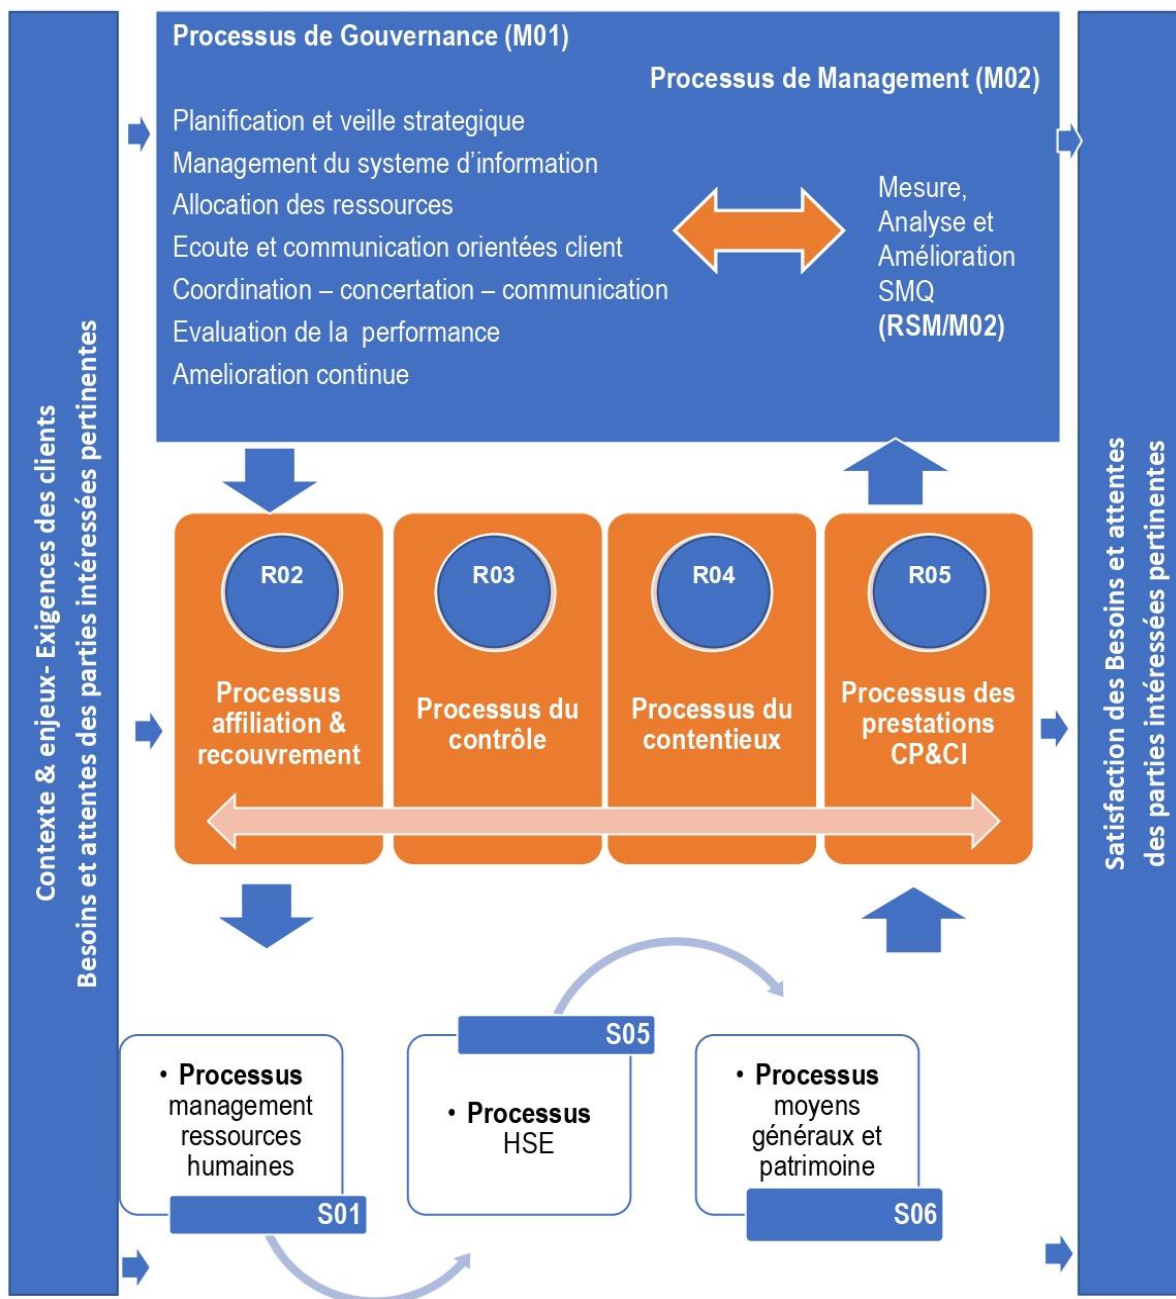 Contexte & enjeux- Exigences des clients
Besoins et attentes des parties intéressées pertinentes
Processus de Gouvernance (M01)
Processus de Management (M02)
Planification et veille strategique
Management du systeme d’information
Allocation des ressources
Ecoute et communication orientées client
Coordination – concertation – communication
Evaluation de la performance
Amelioration continue
Mesure,
Analyse et
Amélioration
SMQ
(RSM/M02)
R02
Processus
affiliation &
recouvrement
R03
Processus du
contrôle
R04
Processus du
contentieux
R05
Processus des
prestations
CP&CI
• Processus
management
ressources
humaines
S01
S05
• Processus
HSE
• Processus
moyens
généraux et
patrimoine
S06
Satisfaction des Besoins et attentes
des parties intéressées pertinentes